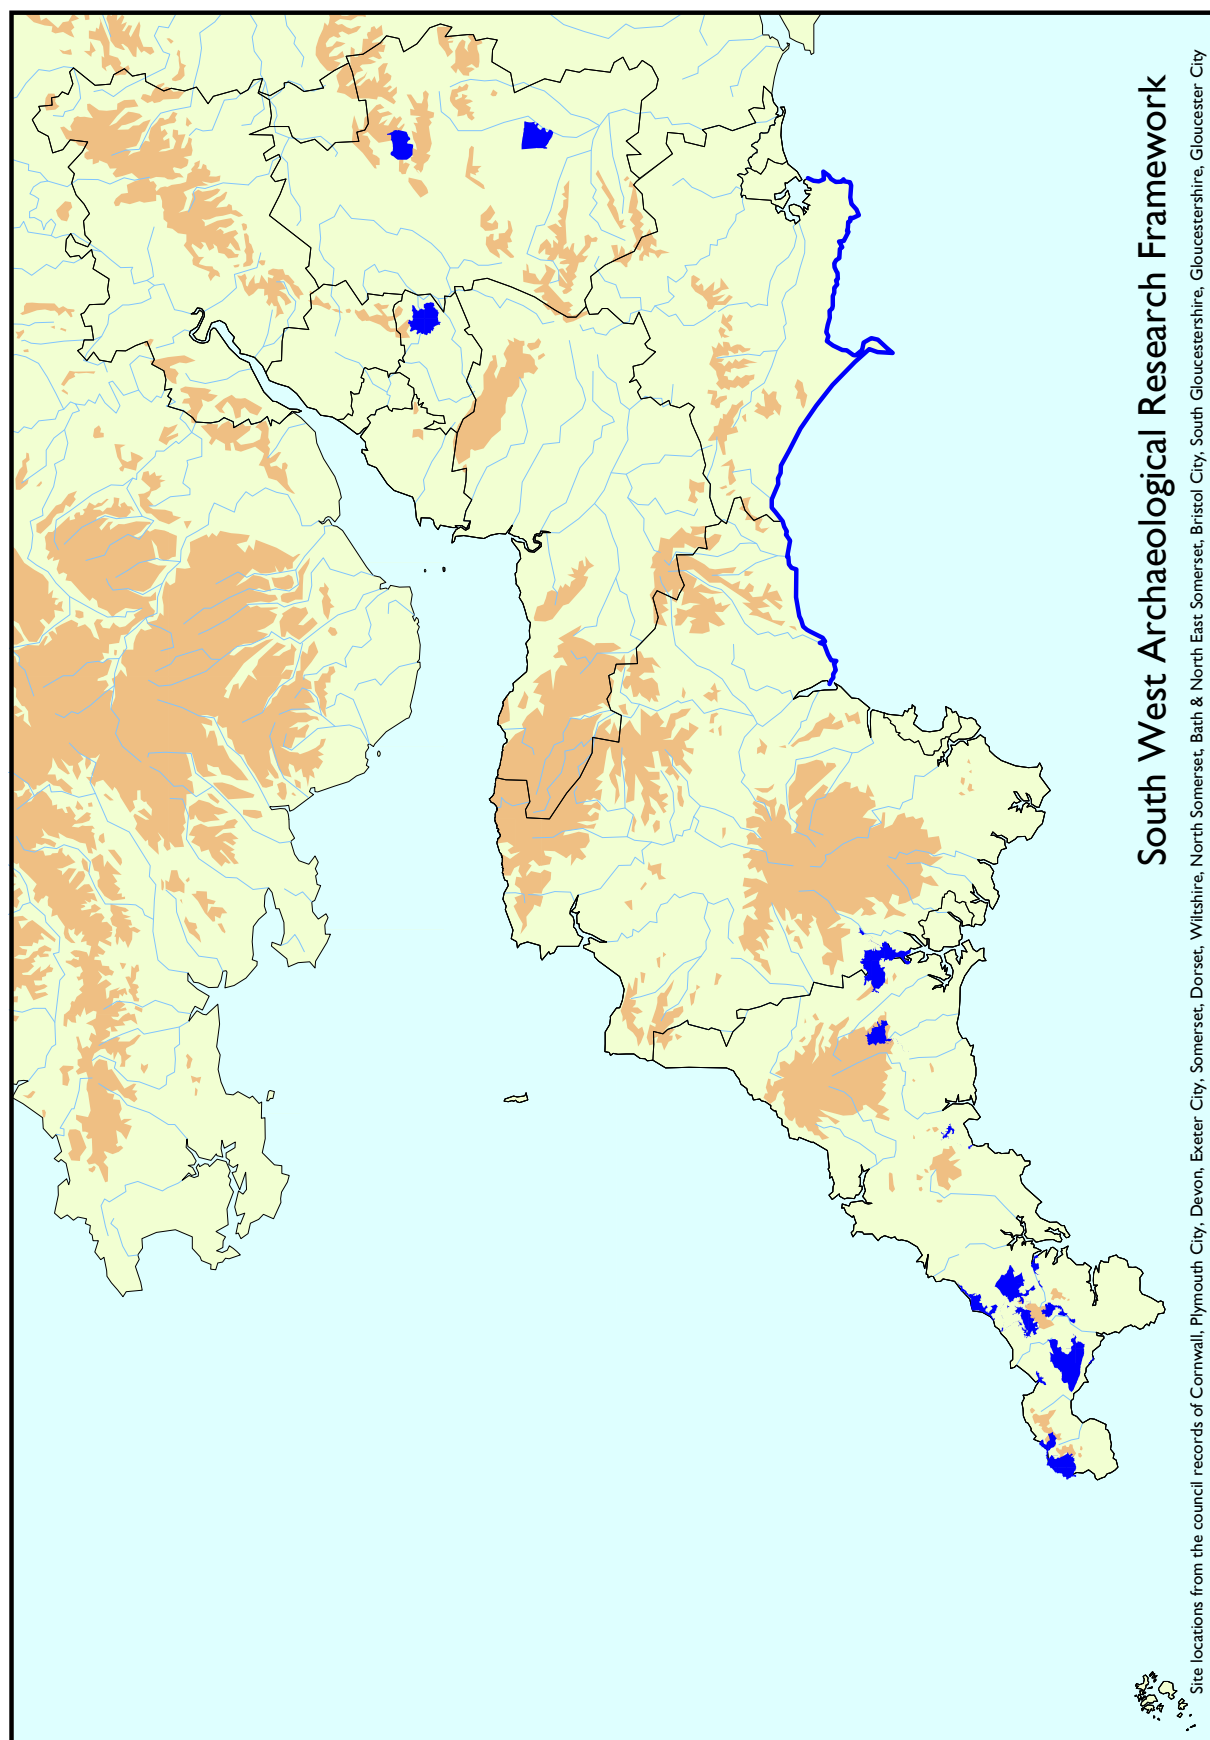 South West Archaeological Research Framework
Site locations from the council records of Cornwall, Plymouth City, Devon, Exeter City, Somerset, Dorset, Wiltshire, North Somerset, Bath & North East Somerset, Bristol City, South Gloucestershire, Gloucestershire, Gloucester City